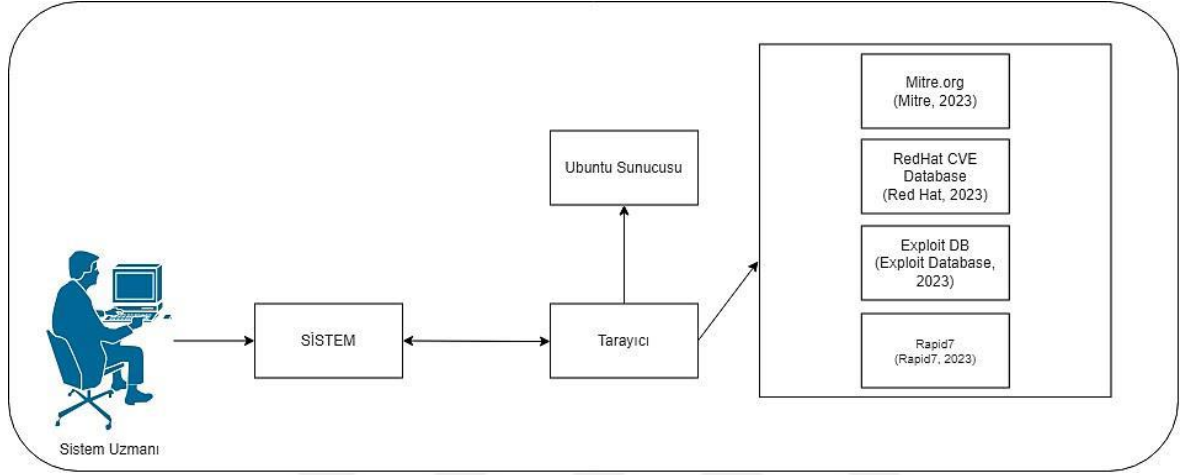 Mitre.org
(Mitre, 2023)
RedHat CVE
Database
(Red Hat, 2023)
Exploit DB
(Exploit Database,
2023)
Rapid7
(Rapid7, 2023)
Ubuntu Sunucusu
SİSTEM
Tarayıcı
Sistem Uzmanı